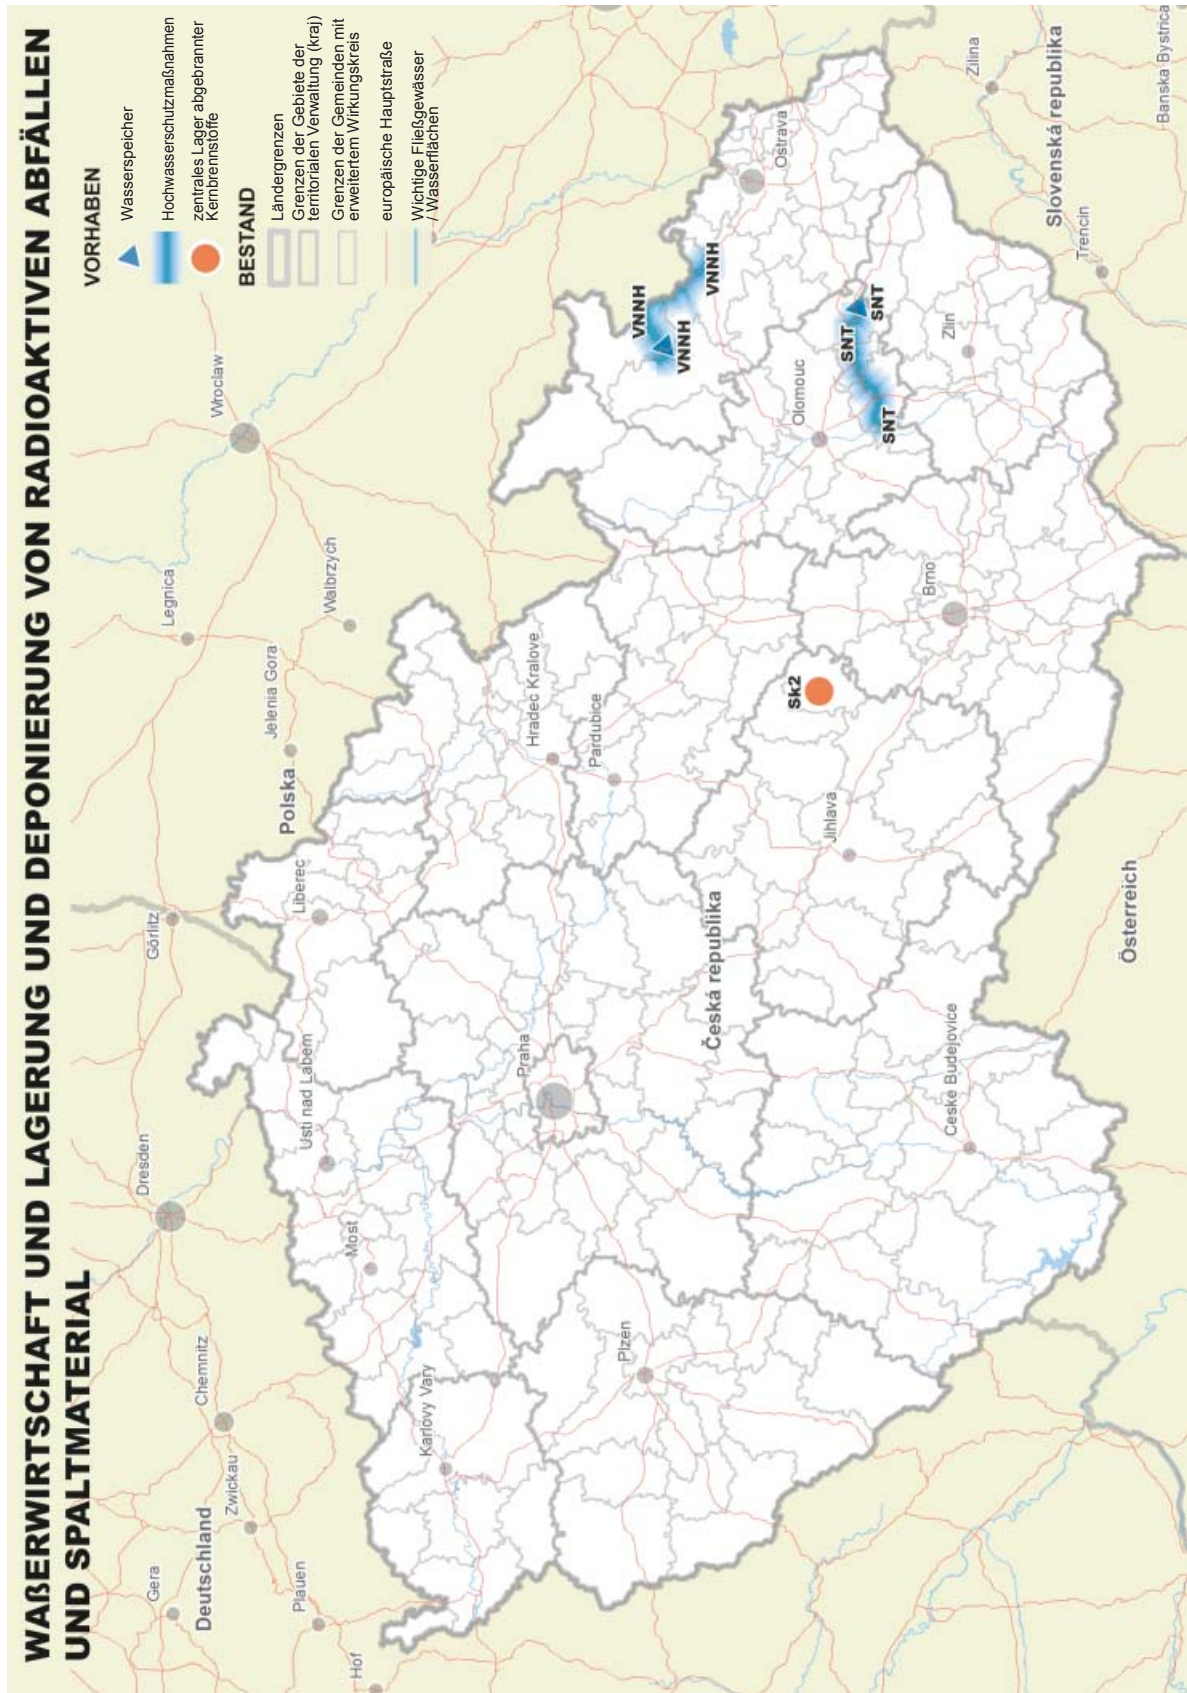 WAßERWIRTSCHAFT UND LAGERUNG UND DEPONIERUNG VON RADIOAKTIVEN ABFÄLLEN
UND SPALTMATERIAL
VORHABEN
Wasserspeicher
Hochwasserschutzmaßnahmen
zentrales Lager abgebrannter
Kernbrennstoffe
BESTAND
Ländergrenzen
Grenzen der Gebiete der
territorialen Verwaltung (kraj)
Grenzen der Gemeinden mit
erweitertem Wirkungskreis
europäische Hauptstraße
Wichtige Fließgewässer
/ Wasserflächen
Gera
Deutschland
Zwickau
Chemnitz
Plauen
Hof
Dresden
Görlitz
Legnica
Wroclaw
Jelenia Gora
Polska
Walbrzych
Liberec
Usti nad Labem
Most
Karlovy Vary
Plzen
Praha
Hradec Kralove
Pardubice
Česká republika
Sk2
Jihlava
Ceske Budejovice
Brno
Olomouc
Zlin
Ostrava
VNNH
VNNH
VNNH
SNT
SNT
SNT
Zilina
Slovenská republika
Trencin
Banska Bystrica
Österreich